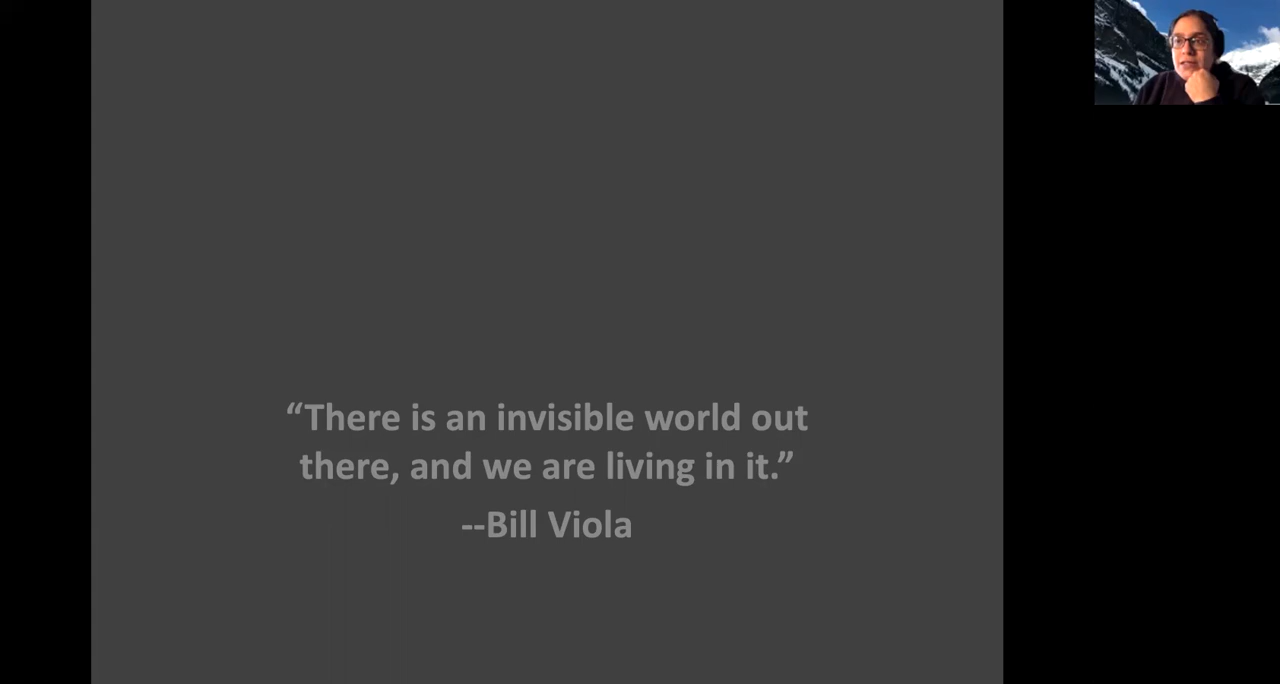 “There is an invisible world out
there, and we are living in it.”
--Bill Viola